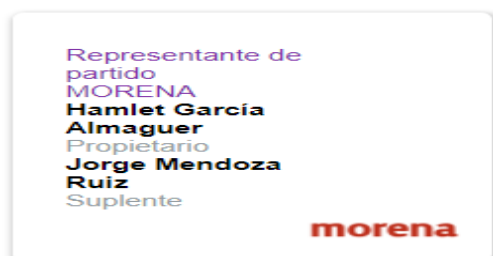 Representante de
partido
MORENA
Hamlet García
Almaguer
Propietario
Jorge Mendoza
Ruiz
Suplente
morena